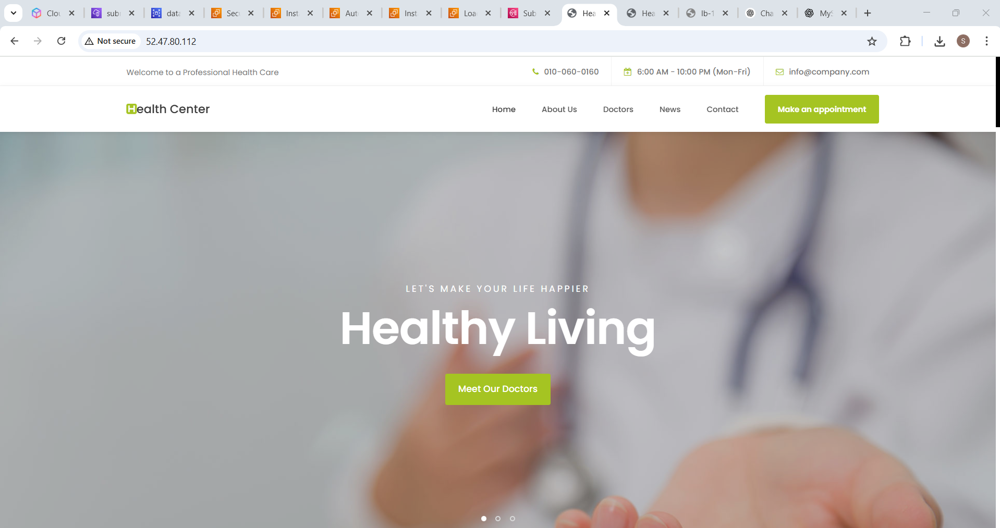 Clou
subr
data
Secu
Inst
Auto
Inst
Loa
Sub
Hea
Hea
lb-1
Cha
MyS
Not secure
52.47.80.112
S
Welcome to a Professional Health Care
010-060-0160
6:00 AM - 10:00 PM (Mon-Fri)
info@company.com
Health Center
Home
About Us
Doctors
News
Contact
Make an appointment
LET'S MAKE YOUR LIFE HAPPIER
Healthy Living
Meet Our Doctors